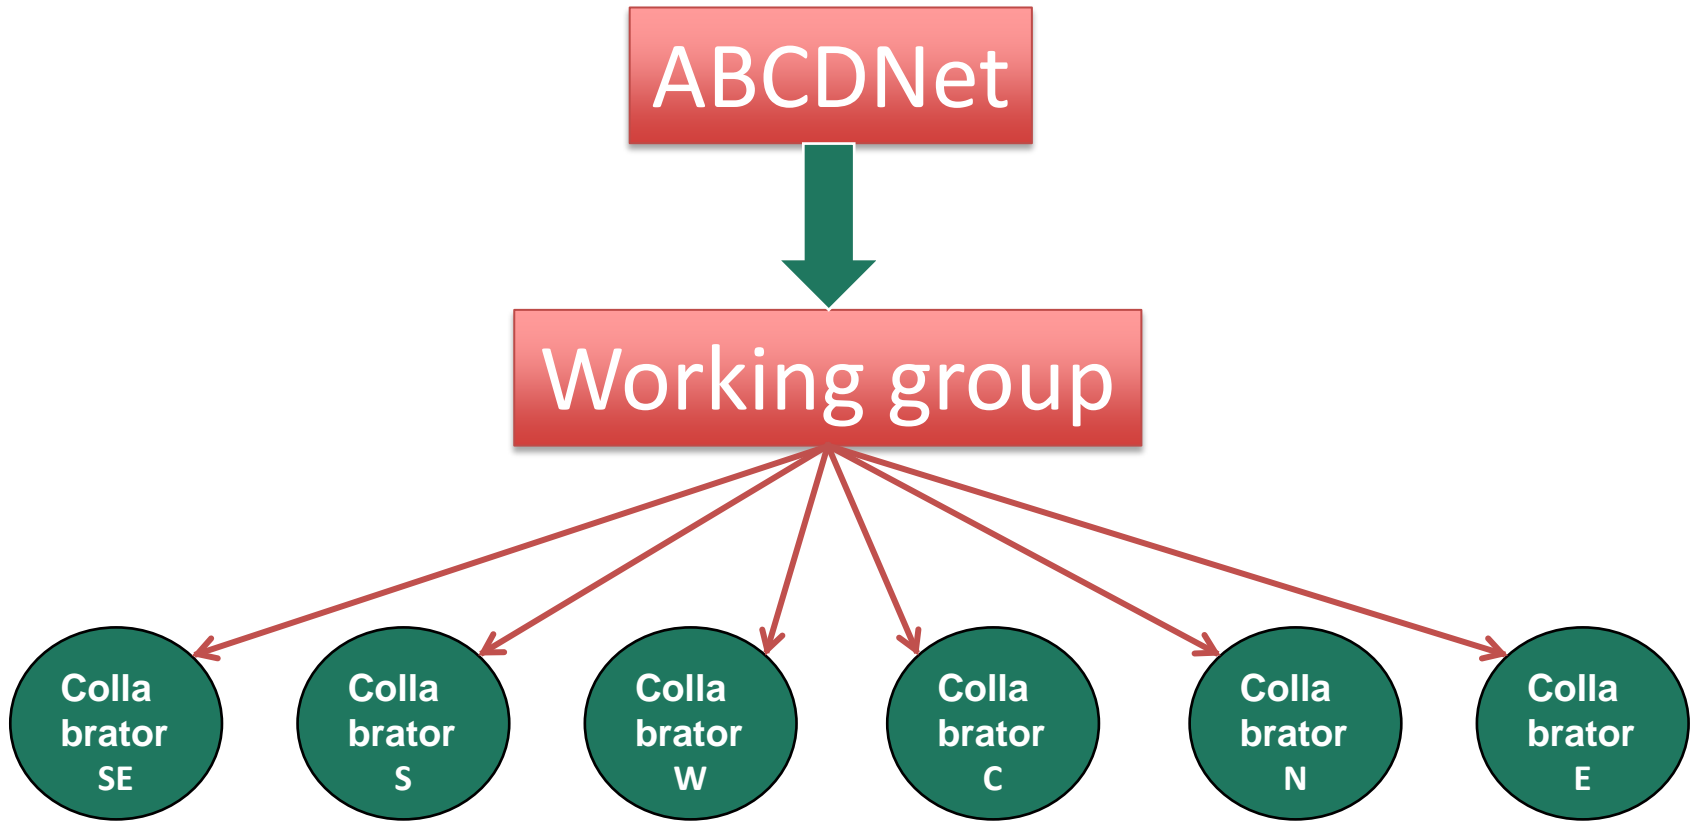 ABCDNet
Working group
Colla
brator
SE
Colla
brator
S
Colla
brator
W
Colla
brator
C
Colla
brator
N
Colla
brator
E